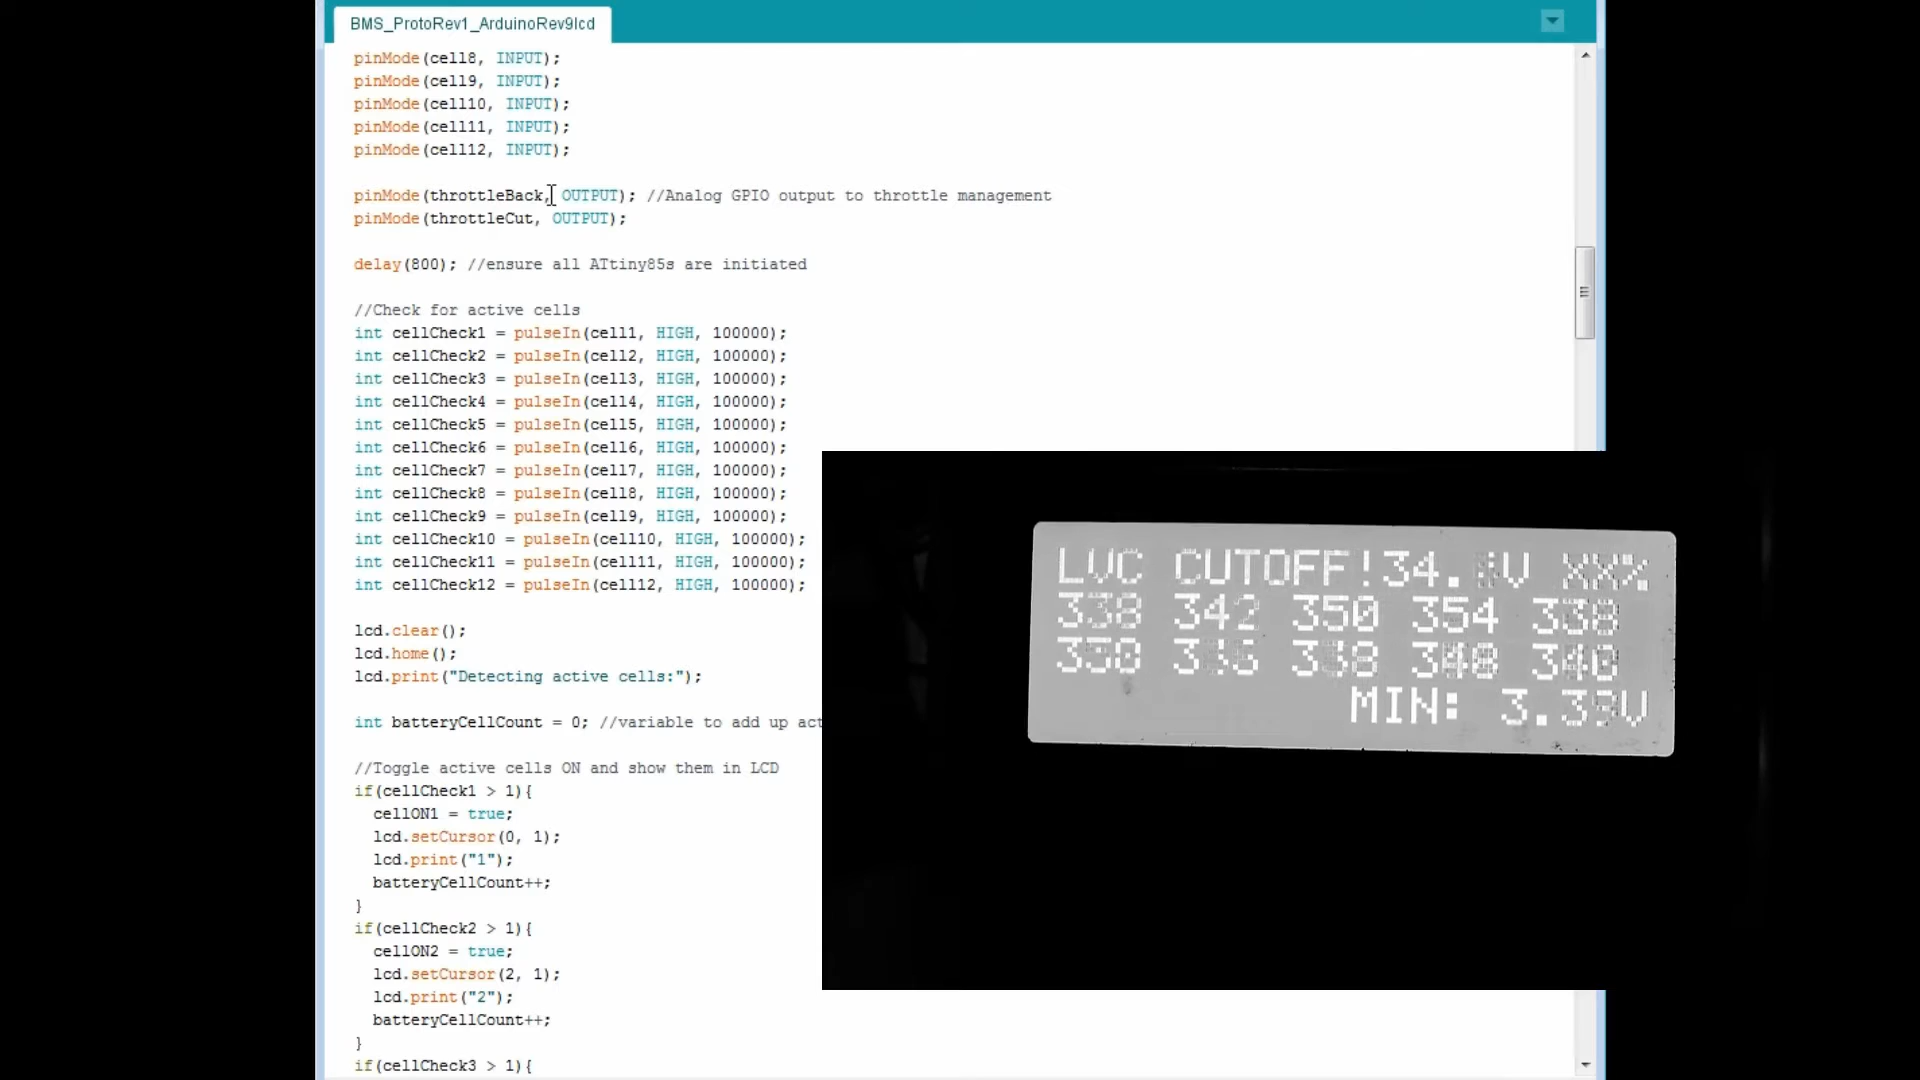 BMS_ProtoRev1_ArduinoRev9lcd
pinMode(cell8, INPUT);
pinMode(cell9, INPUT);
pinMode(cell10, INPUT);
pinMode(cell11, INPUT);
pinMode(cell12, INPUT);
pinMode(throttleBack, OUTPUT); //Analog GPIO output to throttle management
pinMode(throttleCut, OUTPUT);
delay(800); //ensure all ATtiny85s are initiated
//Check for active cells
int cellCheck1 = pulseIn(cell1, HIGH, 100000);
int cellCheck2 = pulseIn(cell2, HIGH, 100000);
int cellCheck3 = pulseIn(cell3, HIGH, 100000);
int cellCheck4 = pulseIn(cell4, HIGH, 100000);
int cellCheck5 = pulseIn(cell5, HIGH, 100000);
int cellCheck6 = pulseIn(cell6, HIGH, 100000);
int cellCheck7 = pulseIn(cell7, HIGH, 100000);
int cellCheck8 = pulseIn(cell8, HIGH, 100000);
int cellCheck9 = pulseIn(cell9, HIGH, 100000);
int cellCheck10 = pulseIn(cell10, HIGH, 100000);
int cellCheck11 = pulseIn(cell11, HIGH, 100000);
int cellCheck12 = pulseIn(cell12, HIGH, 100000);
lcd.clear();
lcd.home();
lcd.print("Detecting active cells:");
int batteryCellCount = 0; //variable to add up act
//Toggle active cells ON and show them in LCD
if(cellCheck1 > 1){
cellON1 = true;
lcd.setCursor(0, 1);
lcd.print("1");
batteryCellCount++;
}
if(cellCheck2 > 1){
cellON2 = true;
lcd.setCursor(2, 1);
lcd.print("2");
batteryCellCount++;
}
if(cellCheck3 > 1){
LVC CUTOFF! XX%
338 342 350 354
340
MIN: